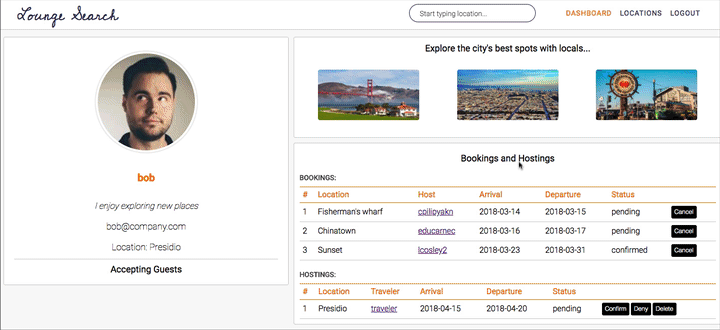 Lounge Search
Start typing location...
DASHBOARD LOCATIONS LOGOUT
bob
I enjoy exploring new places
bob@company.com
Location: Presidio
Accepting Guests
Explore the city's best spots with locals...
Bookings and Hostings
BOOKINGS:
# Location Host Arrival Departure Status
1 Fisherman's wharf cpilipyakn 2018-03-14 2018-03-15 pending Cancel
2 Chinatown educarnec 2018-03-16 2018-03-17 pending Cancel
3 Sunset lcosley2 2018-03-23 2018-03-31 confirmed Cancel
HOSTINGS:
# Location Traveler Arrival Departure Status
1 Presidio traveler 2018-04-15 2018-04-20 pending Confirm Deny Delete